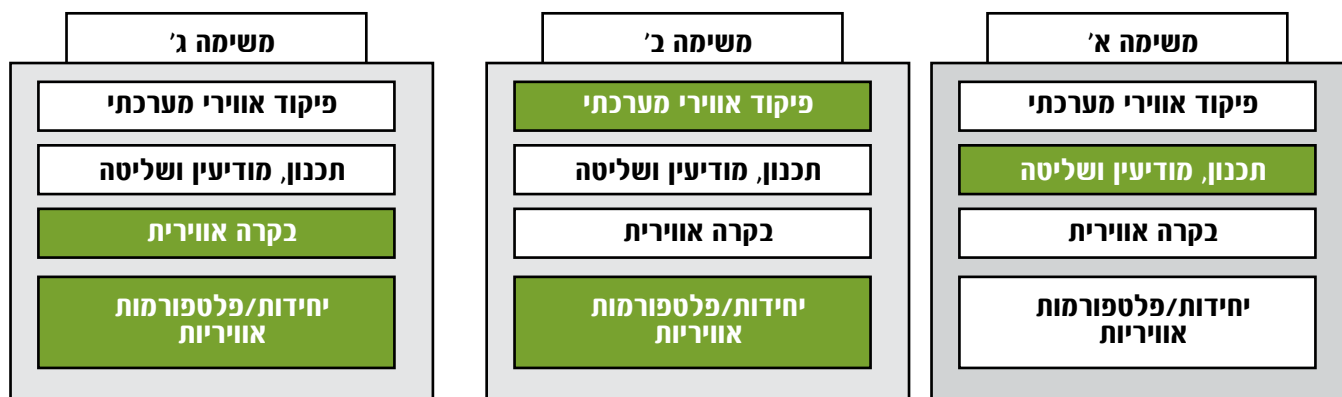 משימה א׳
פיקוד אווירי מערכתי
תכנון, מודיעין ושליטה
בקרה אווירית
יחידות/פלטפורמות
אוויריות
משימה ב׳
פיקוד אווירי מערכתי
תכנון, מודיעין ושליטה
בקרה אווירית
יחידות/פלטפורמות
אוויריות
משימה ג׳
פיקוד אווירי מערכתי
תכנון, מודיעין ושליטה
בקרה אווירית
יחידות/פלטפורמות
אוויריות